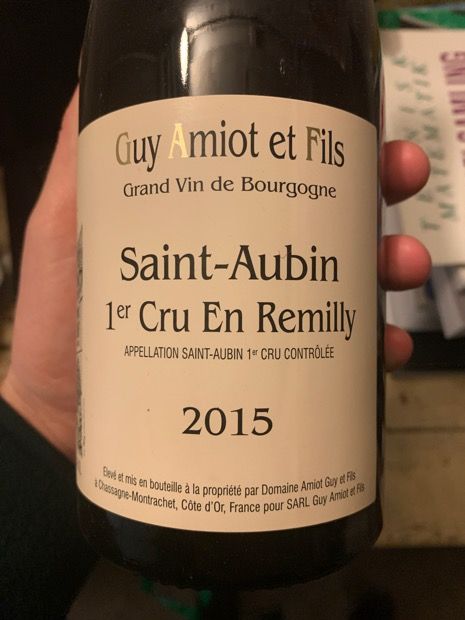 Guy Amiot et Fils
Grand Vin de Bourgogne
Saint-Aubin
1er Cru En Remilly
APPELLATION SAINT-AUBIN 1er CRU CONTRÔLÉE
2015
Elevé et mis en bouteille à la propriété par Domaine Amiot Guy et Fils
à Chassagne-Montrachet, Côte d'Or, France pour SARL Guy Amiot et Fils
MATEMATIK
SAMLING